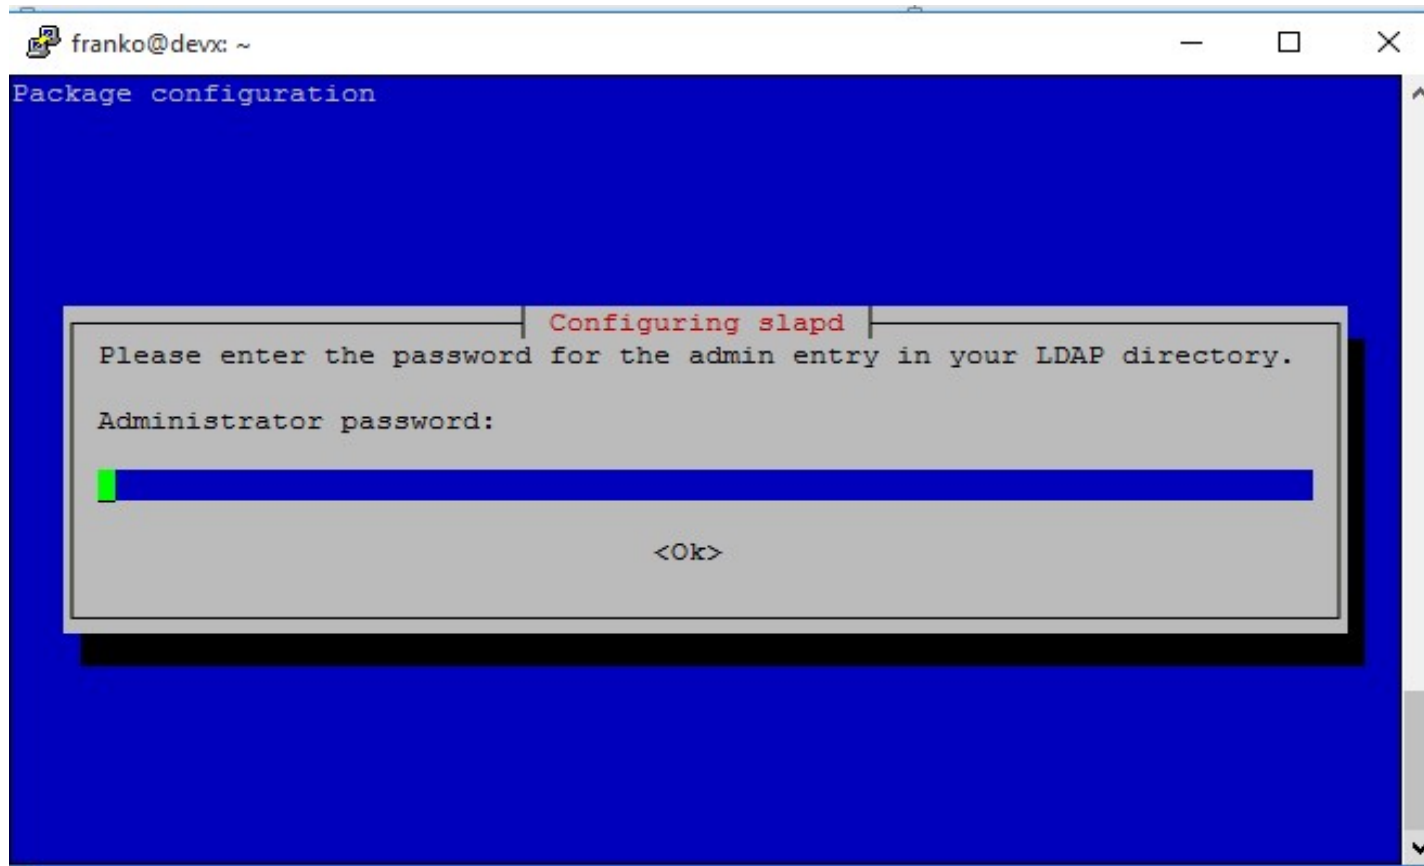 franko@devx: ~
Package configuration
Configuring slapd
Please enter the password for the admin entry in your LDAP directory.
Administrator password:
<Ok>